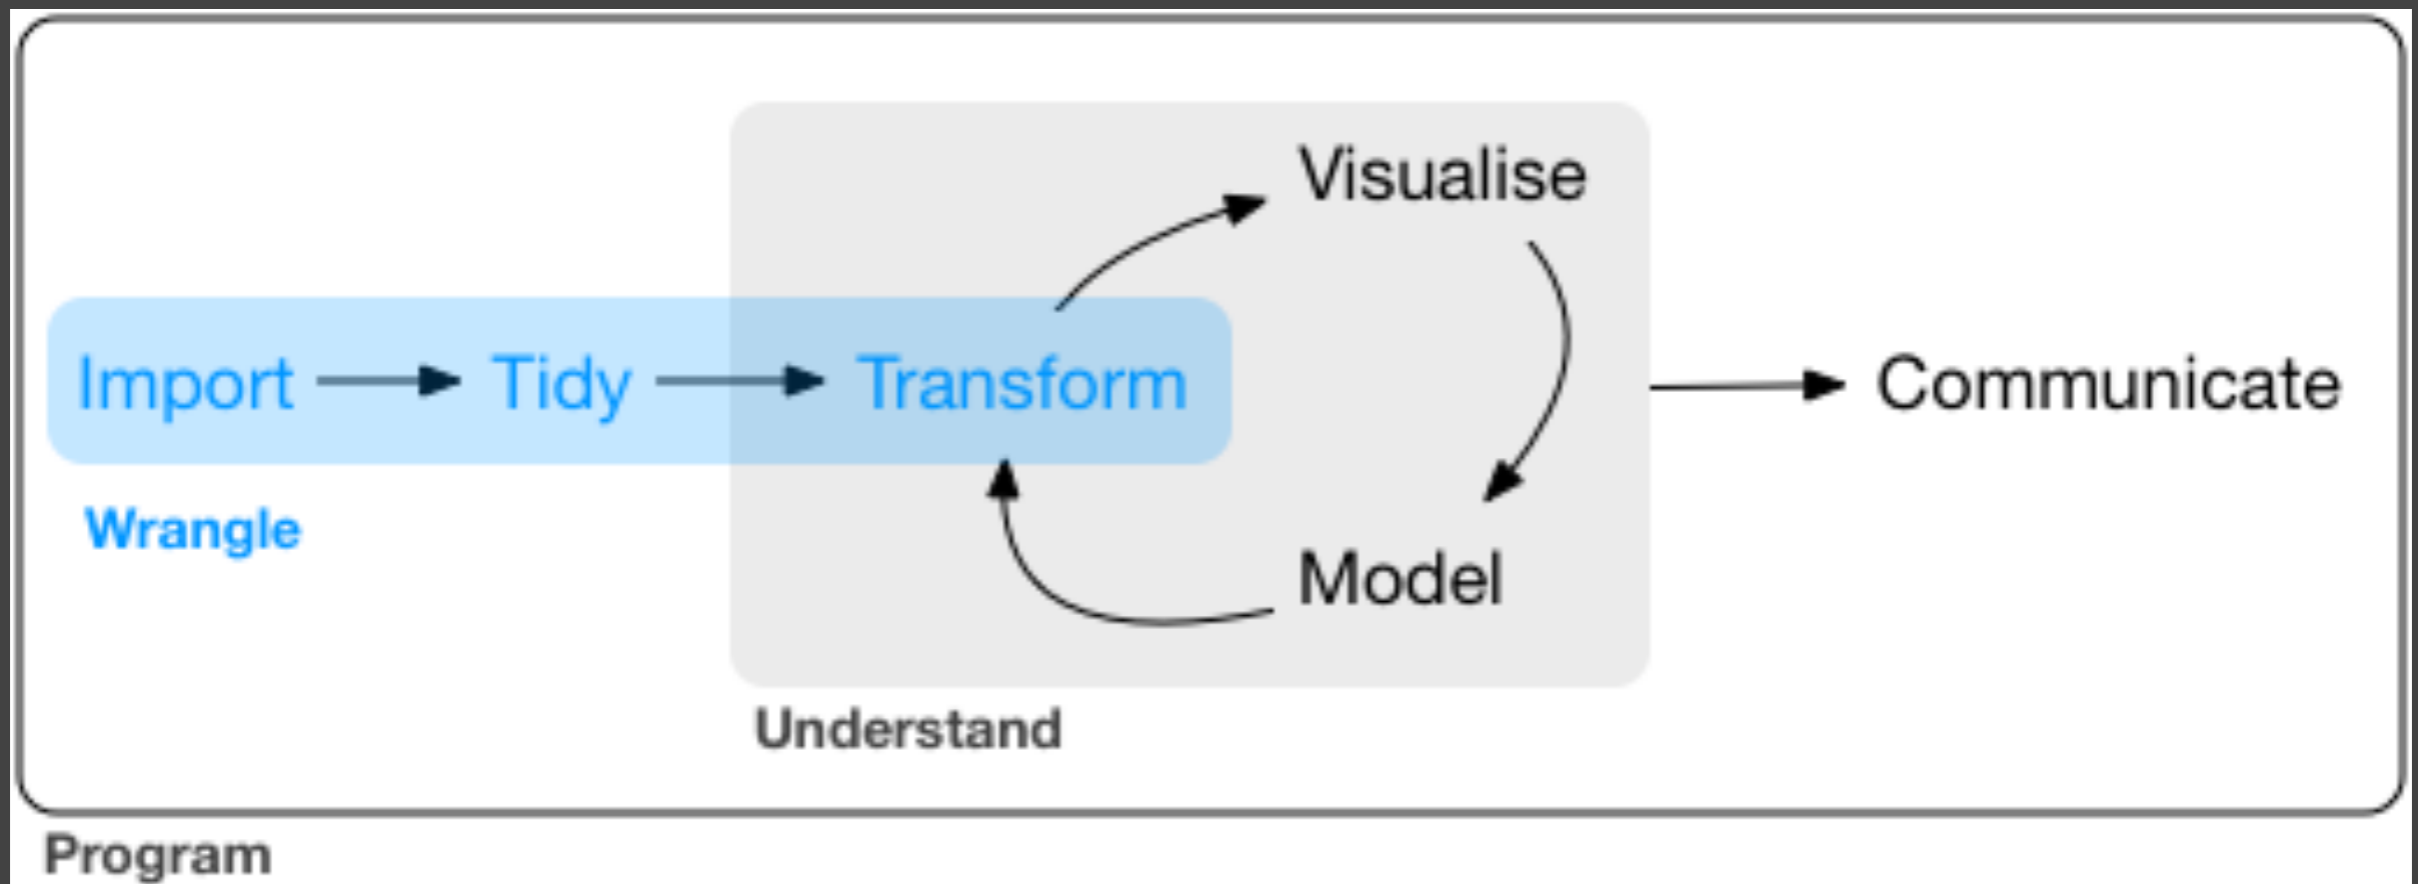 Visualise
Import Tidy Transform Communicate
Wrangle
Model
Understand
Program